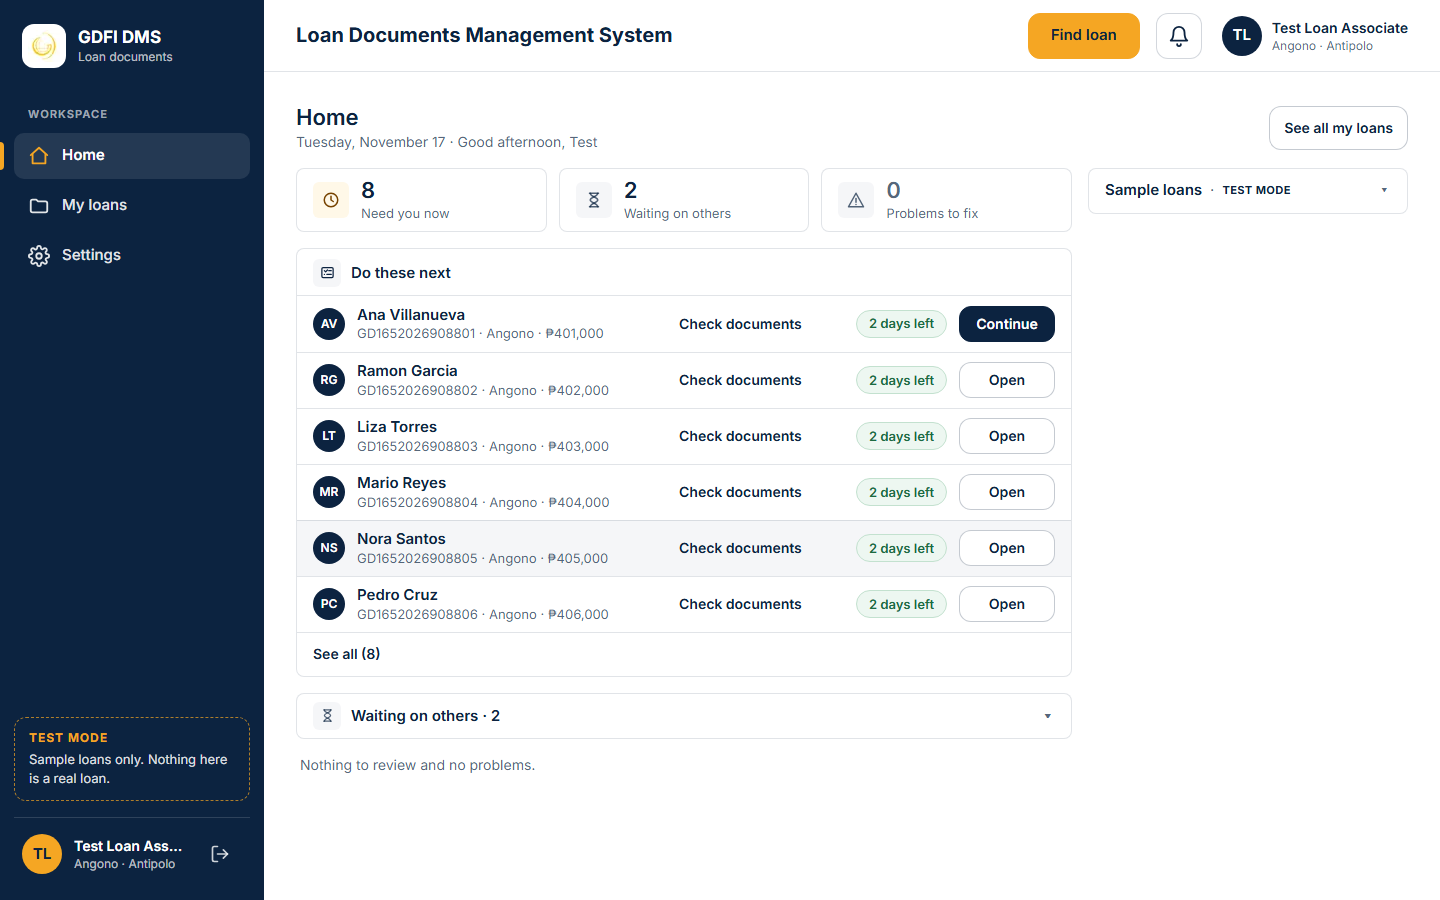 GDFI DMS
Loan documents
WORKSPACE
Home
My loans
Settings
TEST MODE
Sample loans only. Nothing here
is a real loan.
TL
Test Loan Ass...
Angono · Antipolo
Loan Documents Management System
Find loan
TL
Test Loan Associate
Angono · Antipolo
Home
Tuesday, November 17 · Good afternoon, Test
See all my loans
8
Need you now
2
Waiting on others
0
Problems to fix
Sample loans · TEST MODE
Do these next
AV
Ana Villanueva
GD1652026908801 · Angono · ₱401,000
Check documents
2 days left
Continue
RG
Ramon Garcia
GD1652026908802 · Angono · ₱402,000
Check documents
2 days left
Open
LT
Liza Torres
GD1652026908803 · Angono · ₱403,000
Check documents
2 days left
Open
MR
Mario Reyes
GD1652026908804 · Angono · ₱404,000
Check documents
2 days left
Open
NS
Nora Santos
GD1652026908805 · Angono · ₱405,000
Check documents
2 days left
Open
PC
Pedro Cruz
GD1652026908806 · Angono · ₱406,000
Check documents
2 days left
Open
See all (8)
Waiting on others · 2
Nothing to review and no problems.